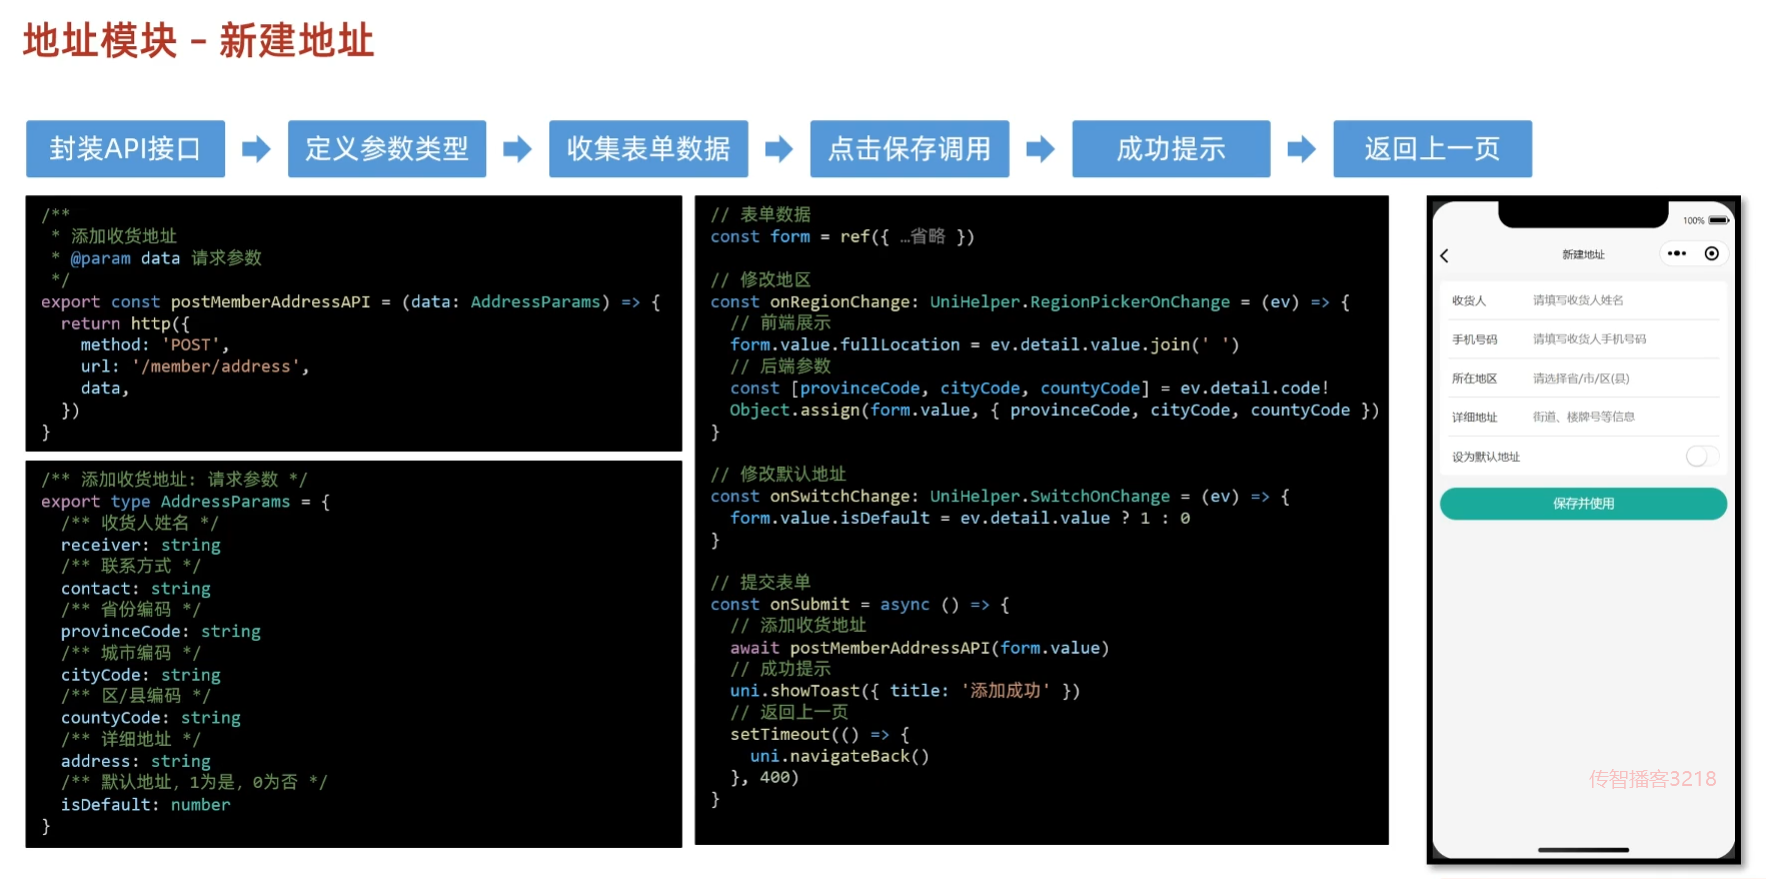 地址模块 - 新建地址
封装API接口
定义参数类型
收集表单数据
点击保存调用
成功提示
返回上一页
/**
 * 添加收货地址
 * @param data 请求参数
 */
export const postMemberAddressAPI = (data: AddressParams) => {
  return http({
    method: 'POST',
    url: '/member/address',
    data,
  })
}
/** 添加收货地址: 请求参数 */
export type AddressParams = {
  /** 收货人姓名 */
  receiver: string
  /** 联系方式 */
  contact: string
  /** 省份编码 */
  provinceCode: string
  /** 城市编码 */
  cityCode: string
  /** 区/县编码 */
  countyCode: string
  /** 详细地址 */
  address: string
  /** 默认地址，1为是，0为否 */
  isDefault: number
}
// 表单数据
const form = ref({ …省略 })
// 修改地区
const onRegionChange: UniHelper.RegionPickerOnChange = (ev) => {
  // 前端展示
  form.value.fullLocation = ev.detail.value.join(' ')
  // 后端参数
  const [provinceCode, cityCode, countyCode] = ev.detail.code!
  Object.assign(form.value, { provinceCode, cityCode, countyCode })
}
// 修改默认地址
const onSwitchChange: UniHelper.SwitchOnChange = (ev) => {
  form.value.isDefault = ev.detail.value ? 1 : 0
}
// 提交表单
const onSubmit = async () => {
  // 添加收货地址
  await postMemberAddressAPI(form.value)
  // 成功提示
  uni.showToast({ title: '添加成功' })
  // 返回上一页
  setTimeout(() => {
    uni.navigateBack()
  }, 400)
}
100%
新建地址
收货人 请填写收货人姓名
手机号码 请填写收货人手机号码
所在地区 请选择省/市/区(县)
详细地址 街道、楼牌号等信息
设为默认地址
保存并使用
传智播客3218